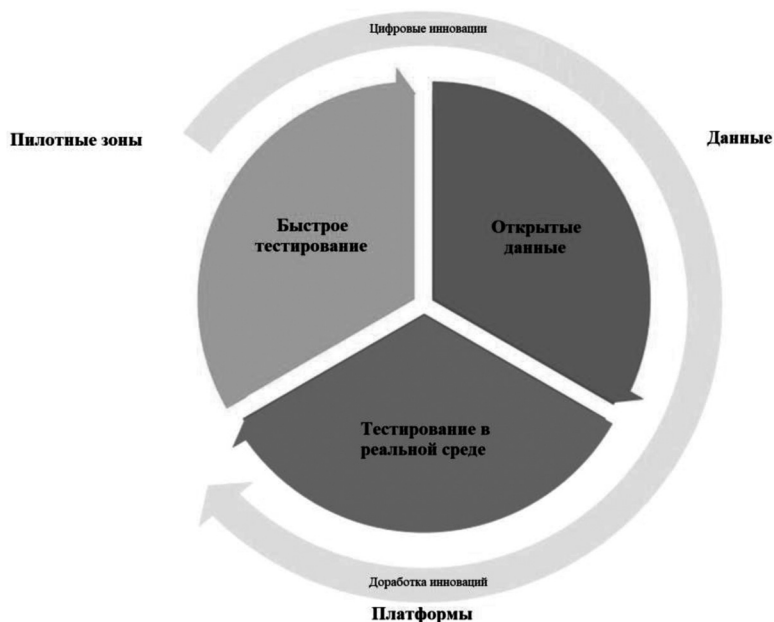 Цифровые инновации
Пилотные зоны
Данные
Быстрое
тестирование
Открытые
данные
Тестирование в
реальной среде
Доработка инноваций
Платформы